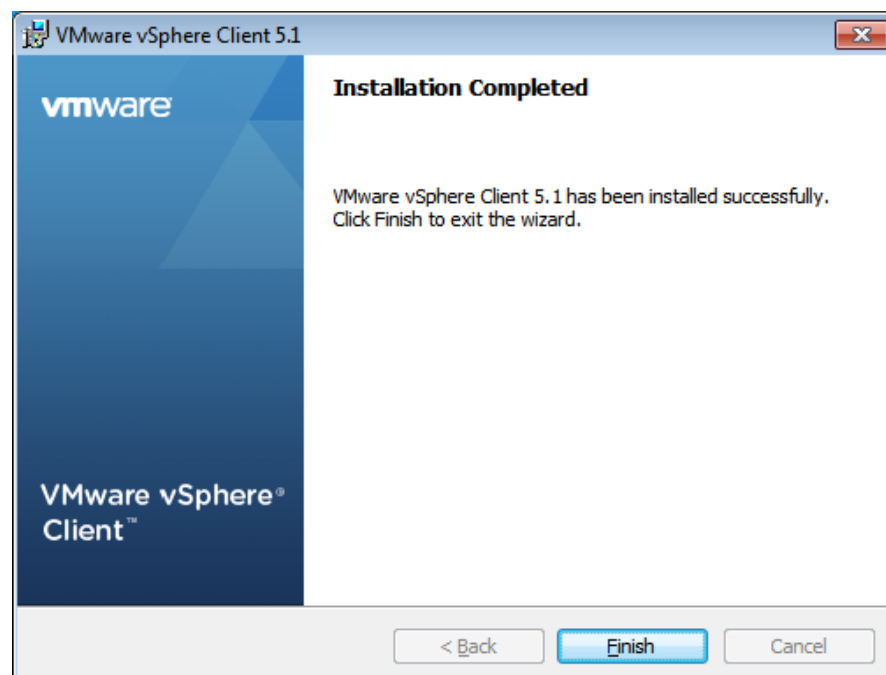 VMware vSphere Client 5.1
vmware
Installation Completed
VMware vSphere Client 5.1 has been installed successfully.
Click Finish to exit the wizard.
VMware vSphere®
Client™
< Back
Finish
Cancel